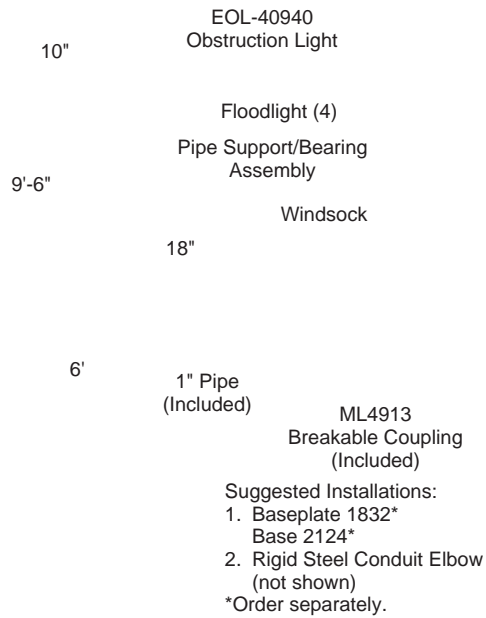 EOL-40940
Obstruction Light
10"
Floodlight (4)
Pipe Support/Bearing
Assembly
9'-6"
Windsock
18"
6'
1" Pipe
(Included)
ML4913
Breakable Coupling
(Included)
Suggested Installations:
1. Baseplate 1832*
Base 2124*
2. Rigid Steel Conduit Elbow
(not shown)
*Order separately.